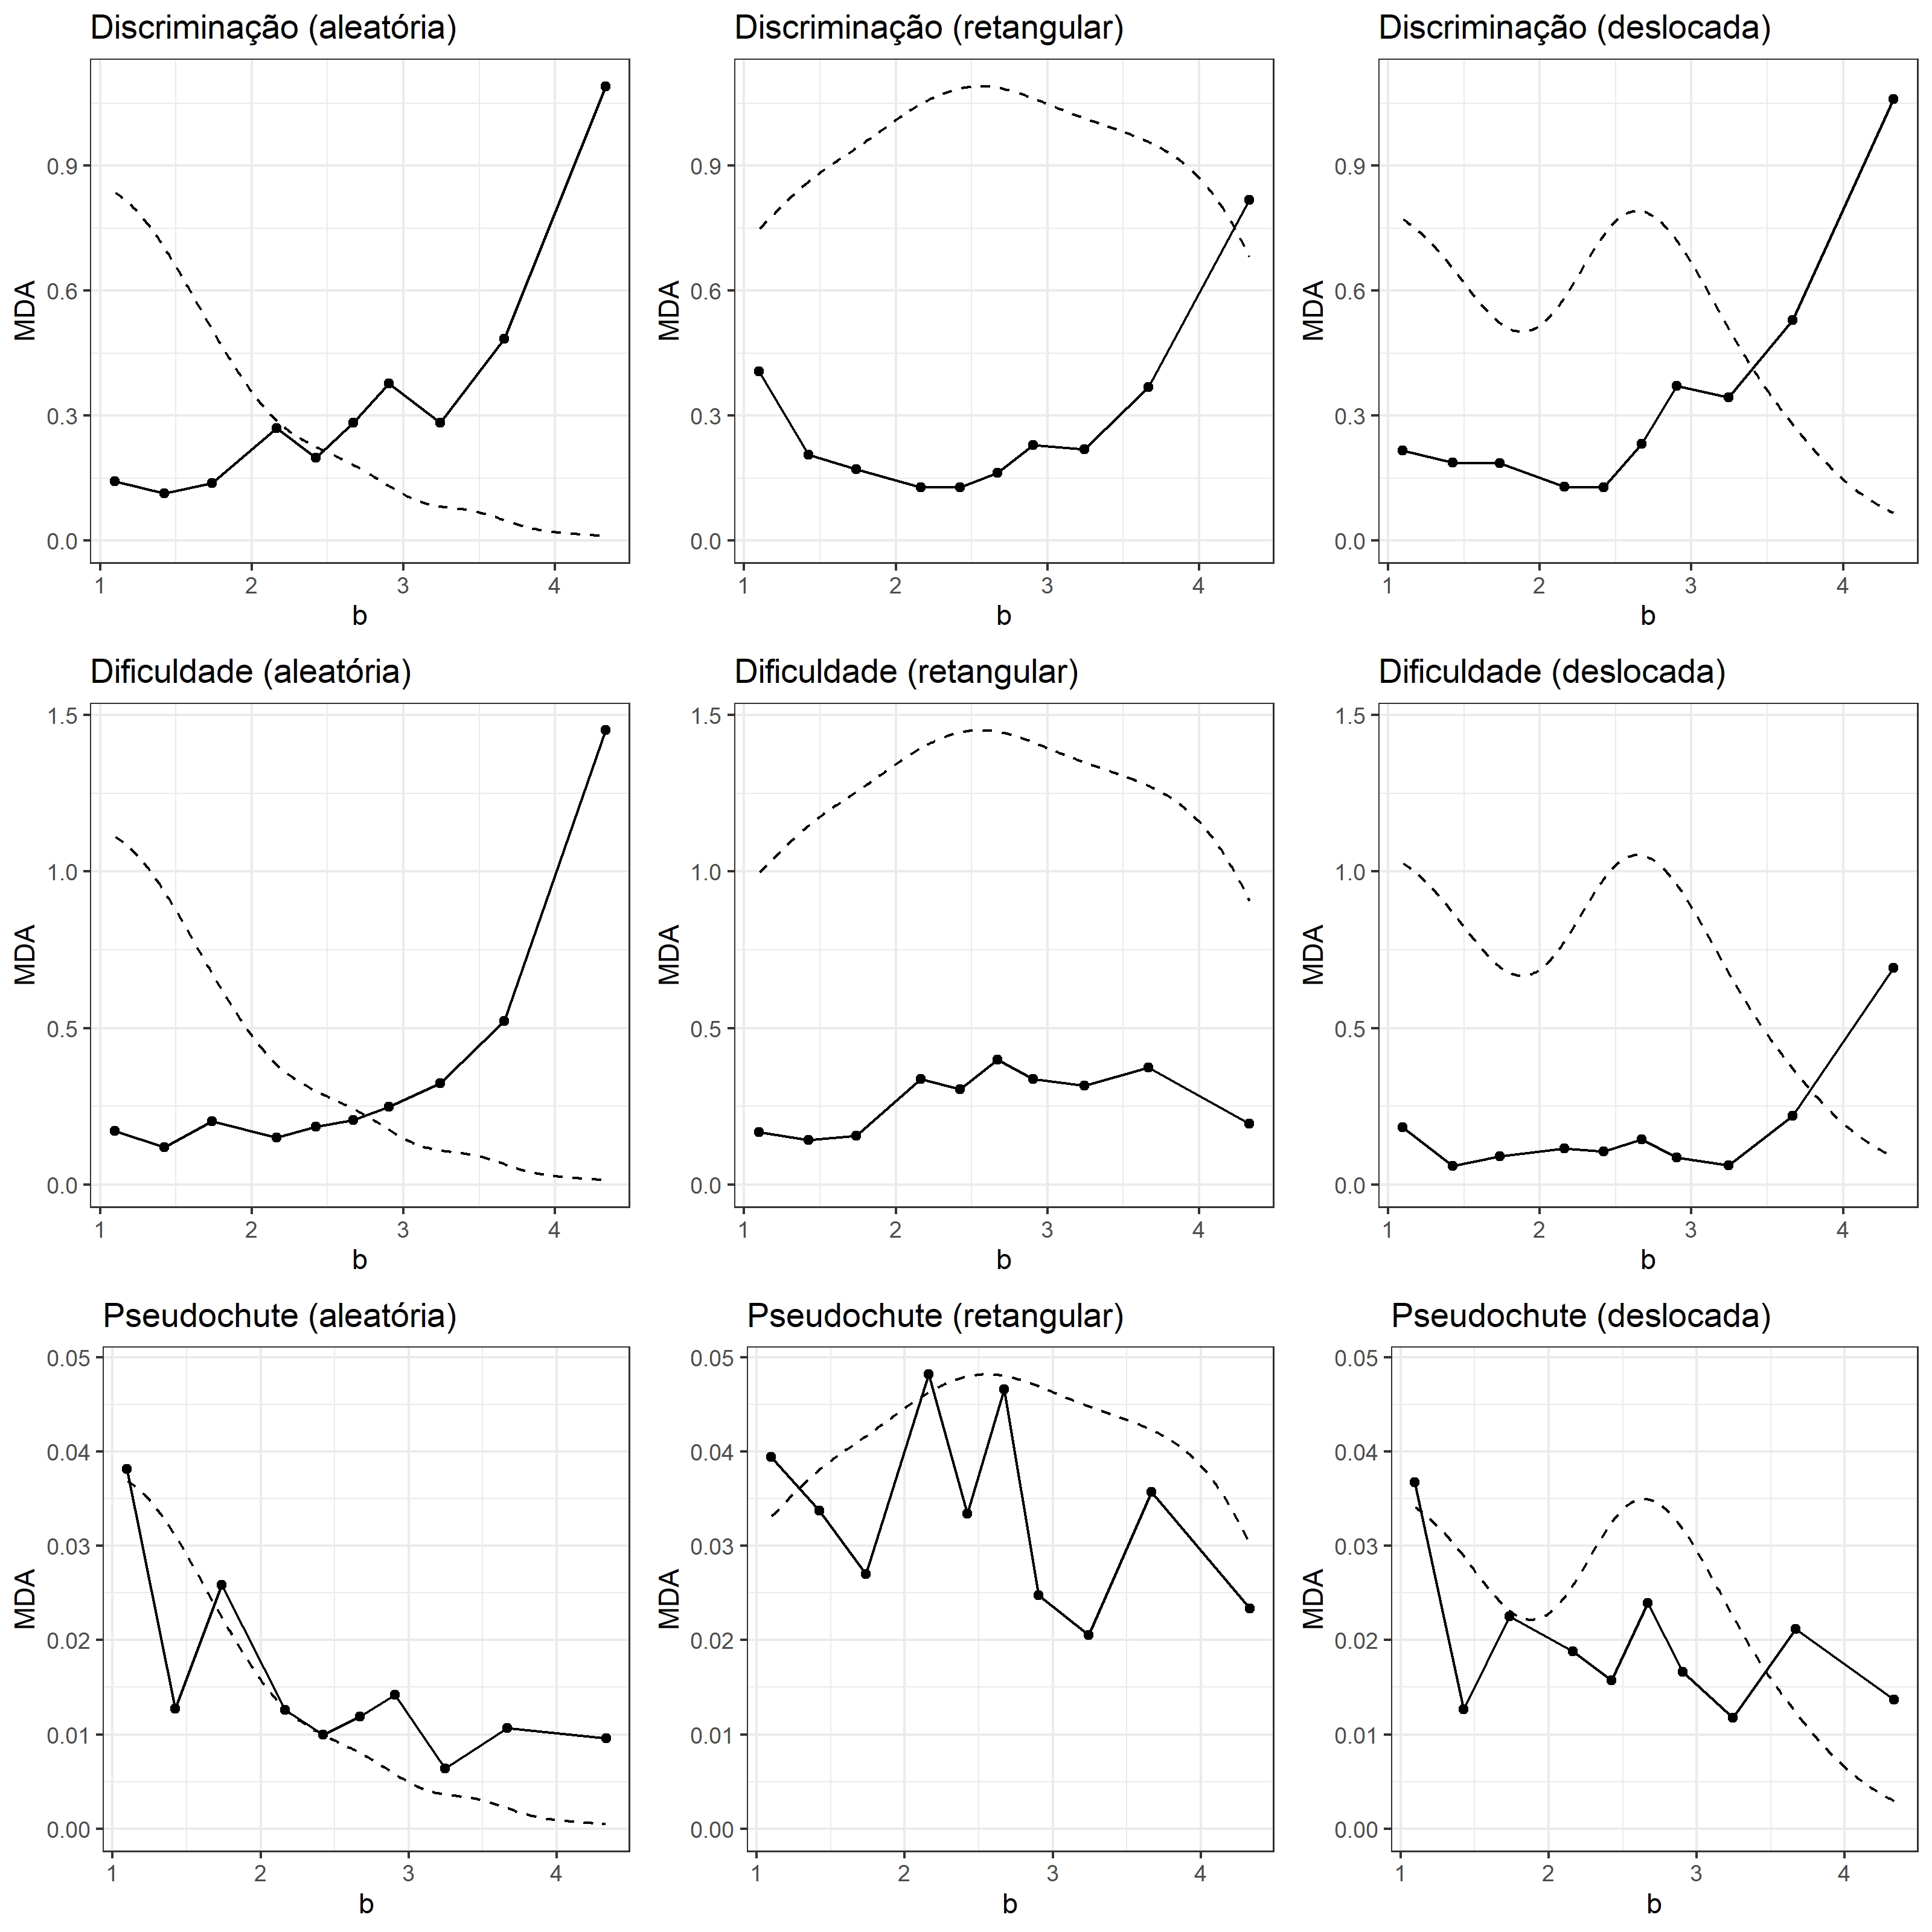 Discriminação (aleatória)
MDA
0.9
0.6
0.3
0.0
1 2 3 4
b
Discriminação (retangular)
MDA
0.9
0.6
0.3
0.0
1 2 3 4
b
Discriminação (deslocada)
MDA
0.9
0.6
0.3
0.0
1 2 3 4
b
Dificuldade (aleatória)
MDA
1.5
1.0
0.5
0.0
1 2 3 4
b
Dificuldade (retangular)
MDA
1.5
1.0
0.5
0.0
1 2 3 4
b
Dificuldade (deslocada)
MDA
1.5
1.0
0.5
0.0
1 2 3 4
b
Pseudochute (aleatória)
MDA
0.05
0.04
0.03
0.02
0.01
0.00
1 2 3 4
b
Pseudochute (retangular)
MDA
0.05
0.04
0.03
0.02
0.01
0.00
1 2 3 4
b
Pseudochute (deslocada)
MDA
0.05
0.04
0.03
0.02
0.01
0.00
1 2 3 4
b